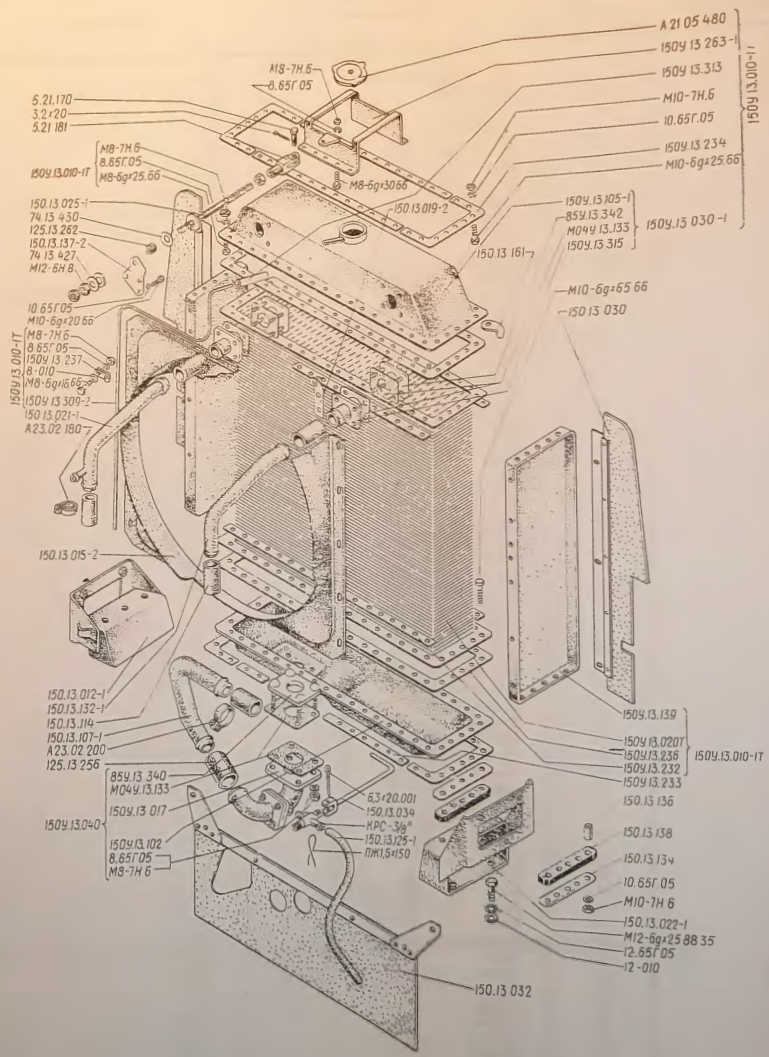 А21 05 480
150У 13 263-1
150У 13.313
М10-7Н.6
10.65Г.05
150У.13 234
М10-6gх25.66
150У 13.010-1
М8-7Н 6
8.65Г 05
5.21.170
3.2х20
5.21 181
М8-7Н.6
8.65Г.05
М8-6gх25.66
150У.13.010-1Т
М8-6gх30.66
150.13.019-2
150У.13.105-1
85У.13 342
М04У 13.133
150У.13 315
150У 13 030-1
150 13 161
150.13 025-1
74 13 430
125.13 262
150.13.137-2
74 13 427
М12-6Н 8
М10-6gх65 66
150 13 030
10.65Г05
М10-6gх20 66
М8-7Н 6
8.65Г05
150У 13 237
8-010
М8-6gх16 66
150У 13 309-2
150У 13 010-1Т
150 13.021-1
А23.02 180
150.13 015-2
150.13.012-1
150.13.132-1
150.13.114
150.13.107-1
А23.02.200
125.13 256
85У.13 340
М04У.13.133
150У.13 017
150У.13.040
150У.13.102
8.65Г05
М8-7Н 6
6,3х20.001
150.13.034
КРС-3/8"
150.13.125-1
ПЖ1,6х150
150У.13.139
150У.13.020Т
150У.13.236
150У.13.232
150У.13.010-1Т
150У.13.233
150.13 136
150.13 138
150.13 134
10.65Г 05
М10-7Н 6
150.13.022-1
М12-6gх25 88 35
12.65Г 05
12-010
150.13 032